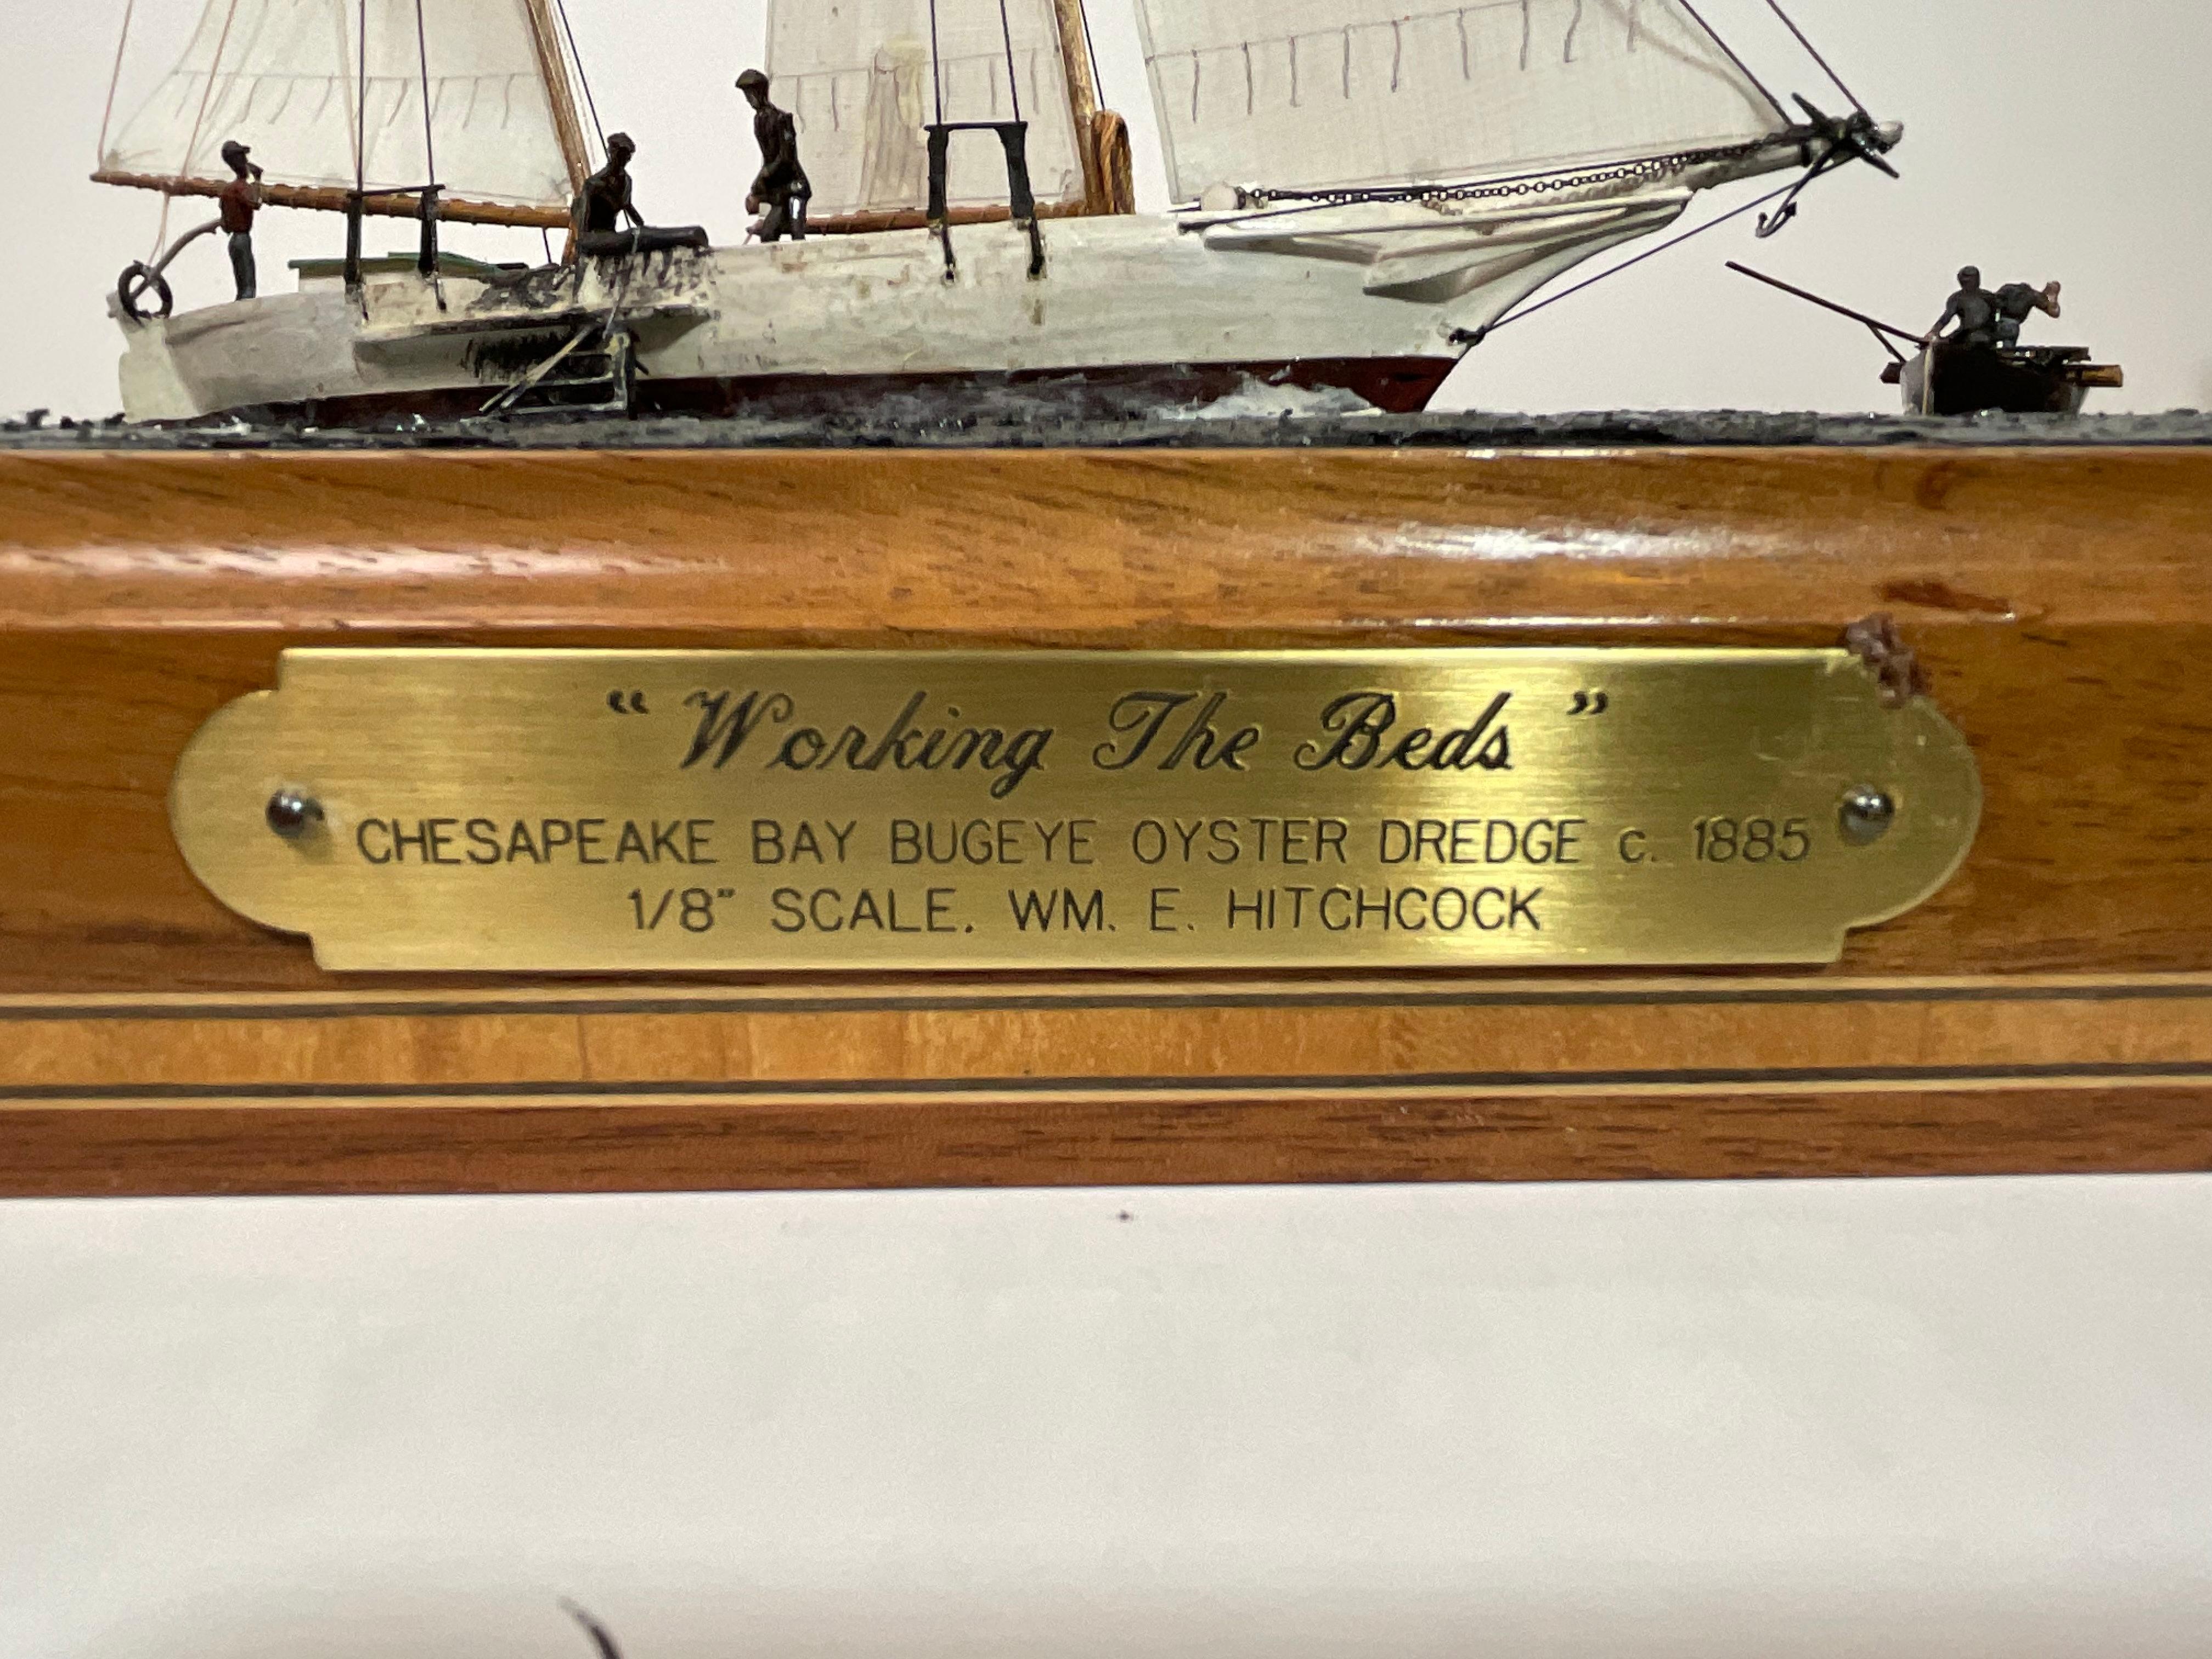 “ Working The Beds ”
CHESAPEAKE BAY BUGEYE OYSTER DREDGE c. 1885
1/8" SCALE. WM. E. HITCHCOCK